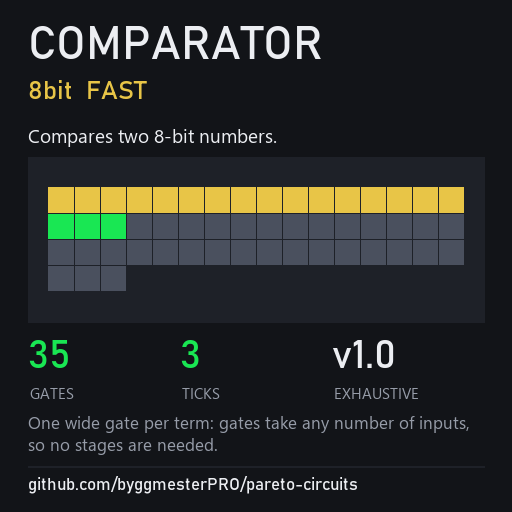 COMPARATOR
8bit FAST
Compares two 8-bit numbers.
35 3 v1.0
GATES TICKS EXHAUSTIVE
One wide gate per term: gates take any number of inputs,
so no stages are needed.
github.com/byggmesterPRO/pareto-circuits